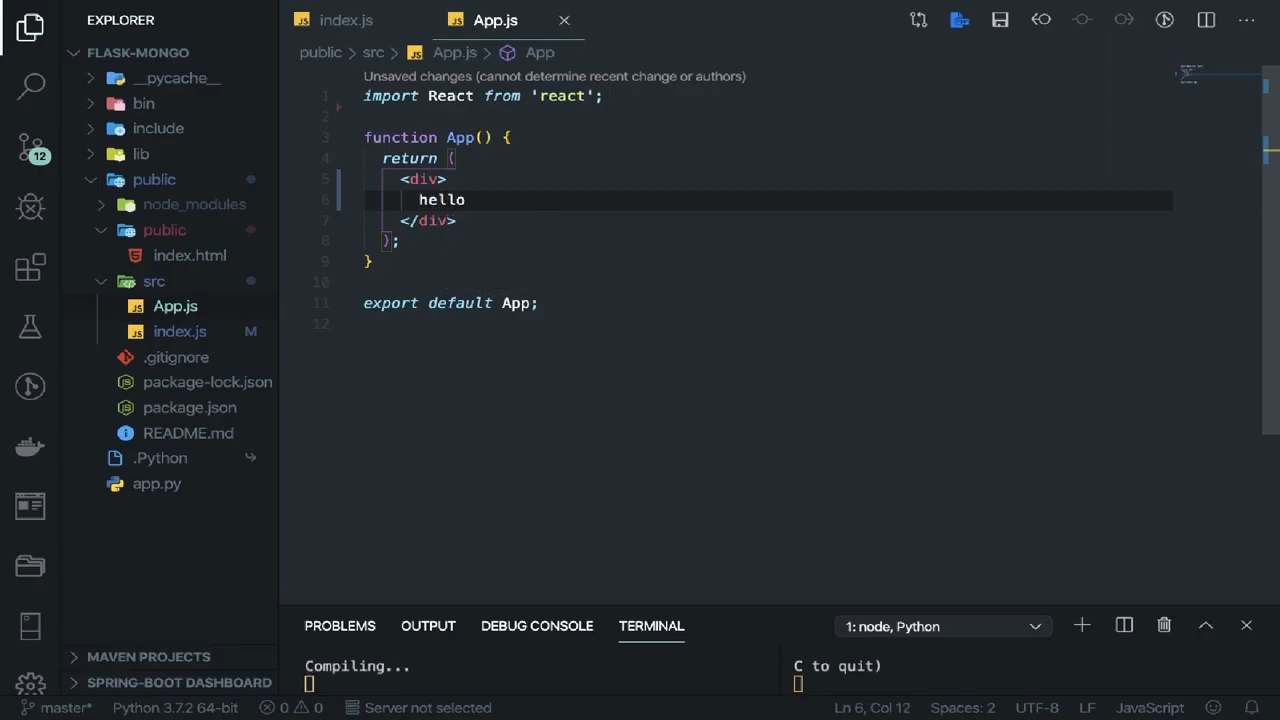 EXPLORER
FLASK-MONGO
__pycache__
bin
include
lib
public
node_modules
public
index.html
src
App.js
index.js M
.gitignore
package-lock.json
package.json
README.md
.Python
app.py
MAVEN PROJECTS
SPRING-BOOT DASHBOARD
12
JS index.js
JS App.js
public > src > JS App.js > App
Unsaved changes (cannot determine recent change or authors)
1 import React from 'react';
2
3 function App() {
4 return (
5 <div>
6 hello
7 </div>
8 );
9 }
10
11 export default App;
12
PROBLEMS OUTPUT DEBUG CONSOLE TERMINAL 1: node, Python
Compiling...
C to quit)
master* Python 3.7.2 64-bit 0 0 Server not selected Ln 6, Col 12 Spaces: 2 UTF-8 LF JavaScript